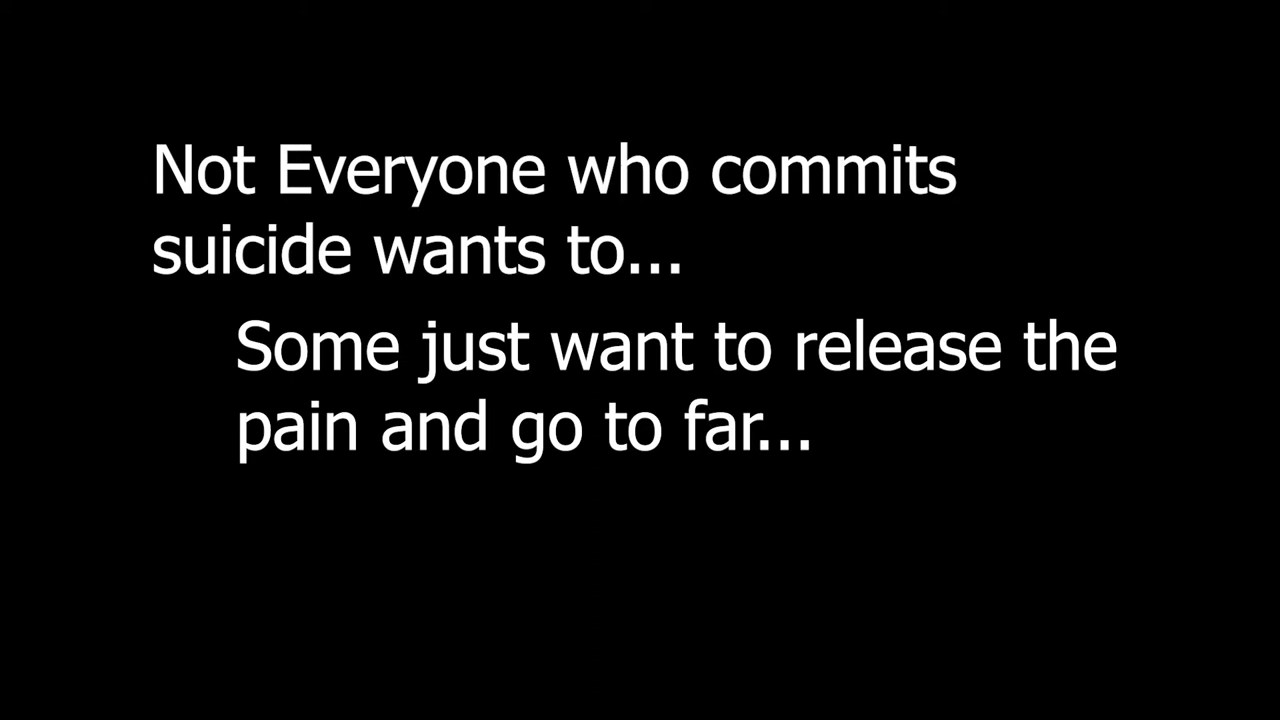 Not Everyone who commits
suicide wants to...
Some just want to release the
pain and go to far...